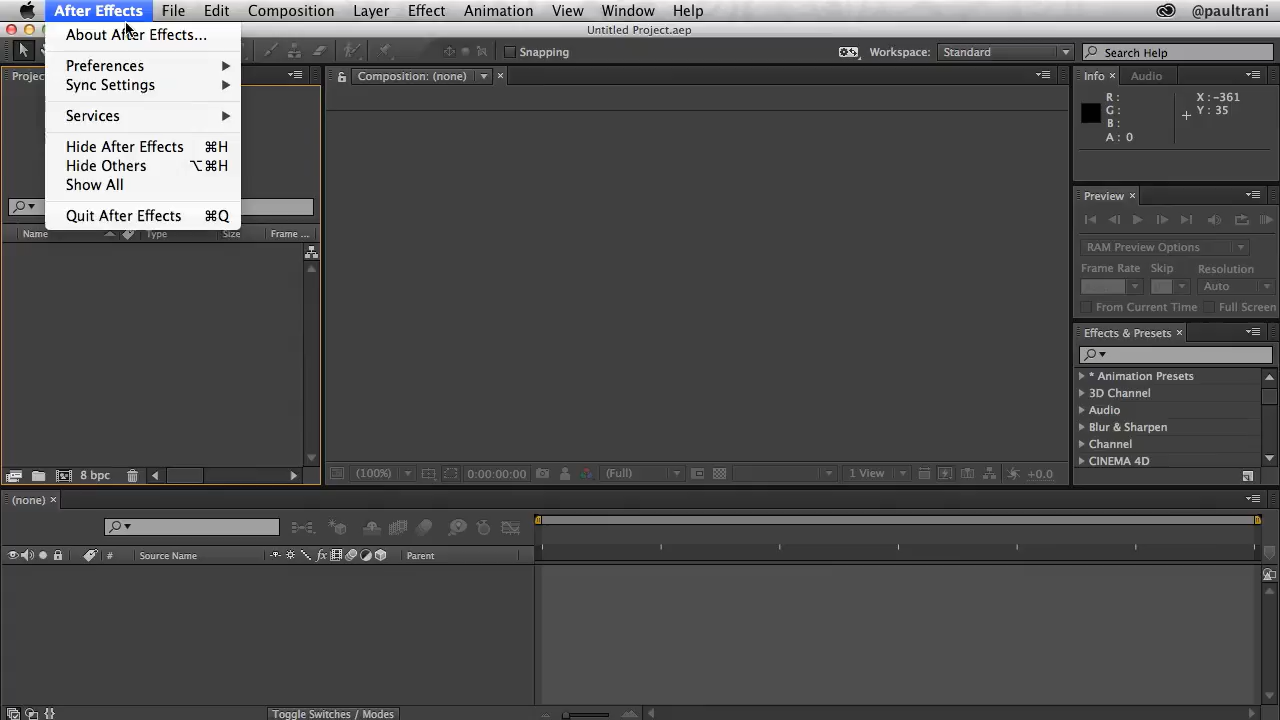 After Effects File Edit Composition Layer Effect Animation View Window Help @paultrani
Untitled Project.aep
About After Effects...
Preferences
Sync Settings
Services
Hide After Effects ⌘H
Hide Others ⌥⌘H
Show All
Quit After Effects ⌘Q
Snapping
Workspace: Standard
Search Help
Projec
Composition: (none)
Info Audio
R:
G:
B:
A: 0
X: -361
Y: 35
Preview
RAM Preview Options
Frame Rate Skip Resolution
Auto
From Current Time Full Screen
Name Type Size Frame ...
Effects & Presets
* Animation Presets
3D Channel
Audio
Blur & Sharpen
Channel
CINEMA 4D
8 bpc
(100%) 0:00:00:00 (Full) 1 View +0.0
(none)
# Source Name fx Parent
Toggle Switches / Modes